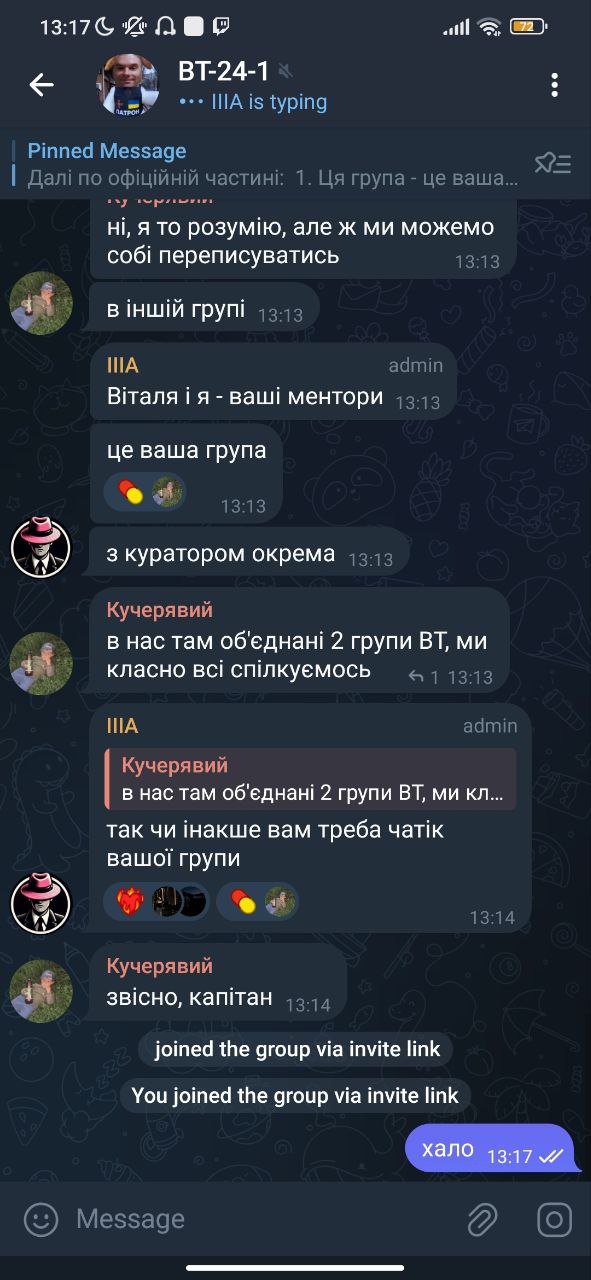 13:17
72
BT-24-1
IIIA is typing
Pinned Message
Далі по офіційній частині: 1. Ця група - це ваша...
Кучерявий
ні, я то розумію, але ж ми можемо
собі переписуватись 13:13
в іншій групі 13:13
IIIA admin
Віталя і я - ваші ментори 13:13
це ваша група
13:13
з куратором окрема 13:13
Кучерявий
в нас там об'єднані 2 групи ВТ, ми
класно всі спілкуємось 1 13:13
IIIA admin
Кучерявий
в нас там об'єднані 2 групи ВТ, ми кл...
так чи інакше вам треба чатік
вашої групи
13:14
Кучерявий
звісно, капітан 13:14
joined the group via invite link
You joined the group via invite link
хало 13:17
Message